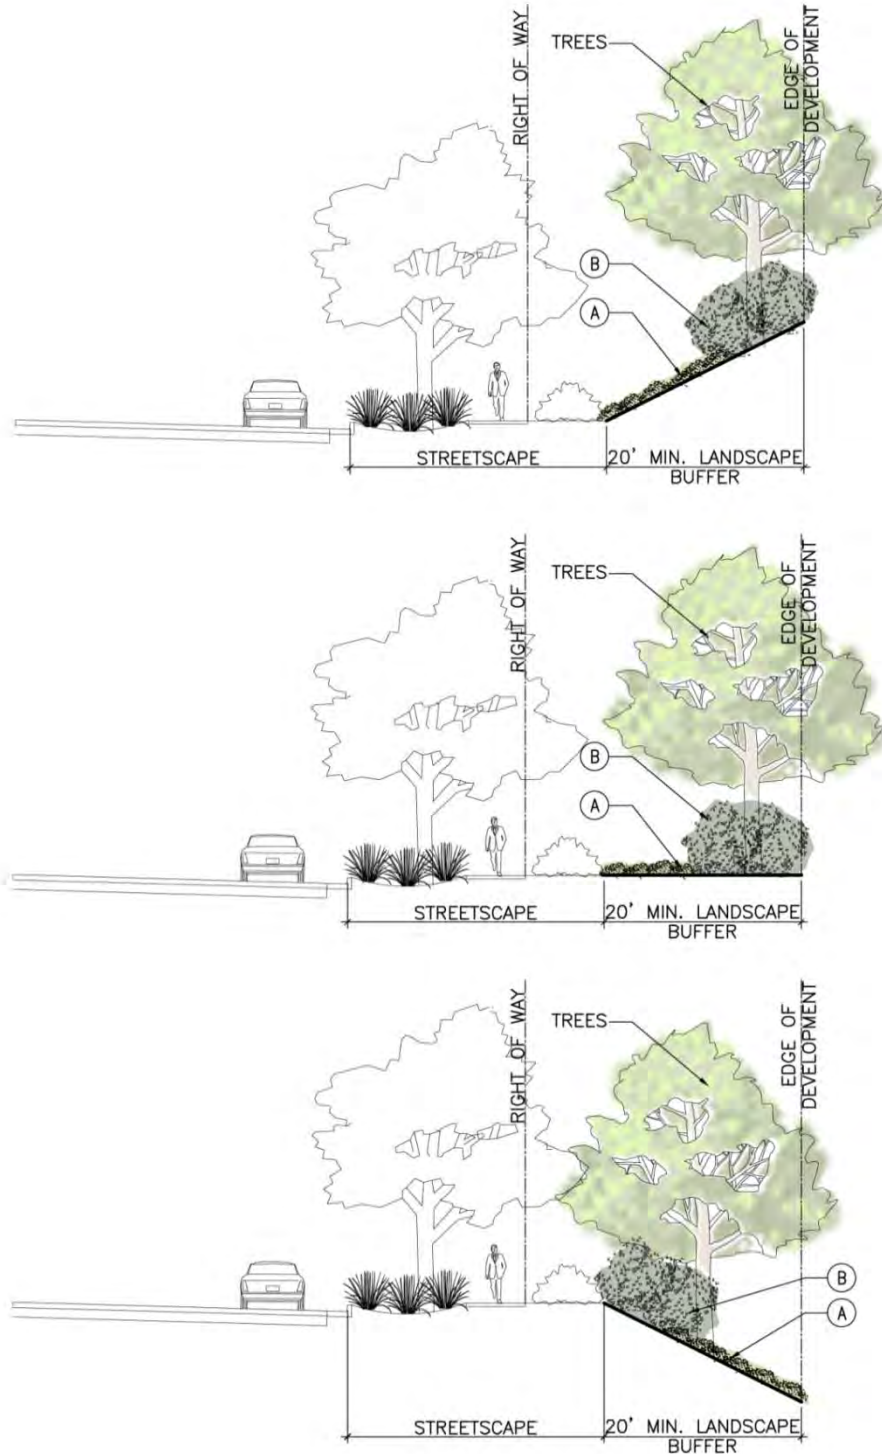 RIGHT OF WAY
TREES
EDGE OF
DEVELOPMENT
B
A
STREETSCAPE
20' MIN. LANDSCAPE
BUFFER
RIGHT OF WAY
TREES
EDGE OF
DEVELOPMENT
B
A
STREETSCAPE
20' MIN. LANDSCAPE
BUFFER
RIGHT OF WAY
TREES
EDGE OF
DEVELOPMENT
B
A
STREETSCAPE
20' MIN. LANDSCAPE
BUFFER